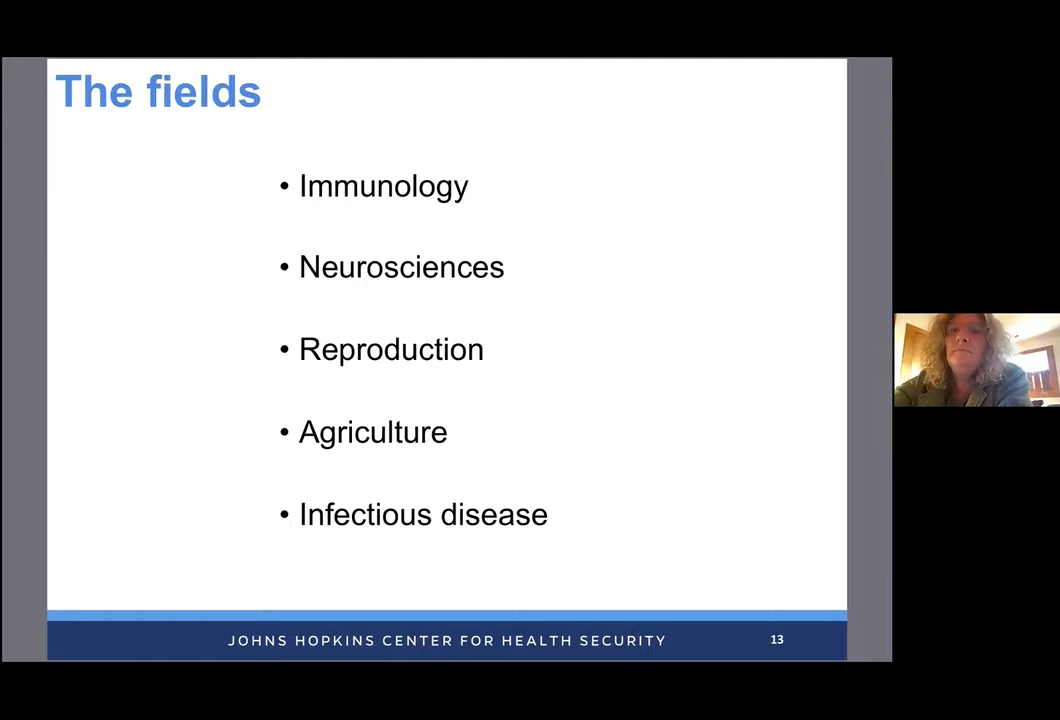 The fields
• Immunology
• Neurosciences
• Reproduction
• Agriculture
• Infectious disease
JOHNS HOPKINS CENTER FOR HEALTH SECURITY 13